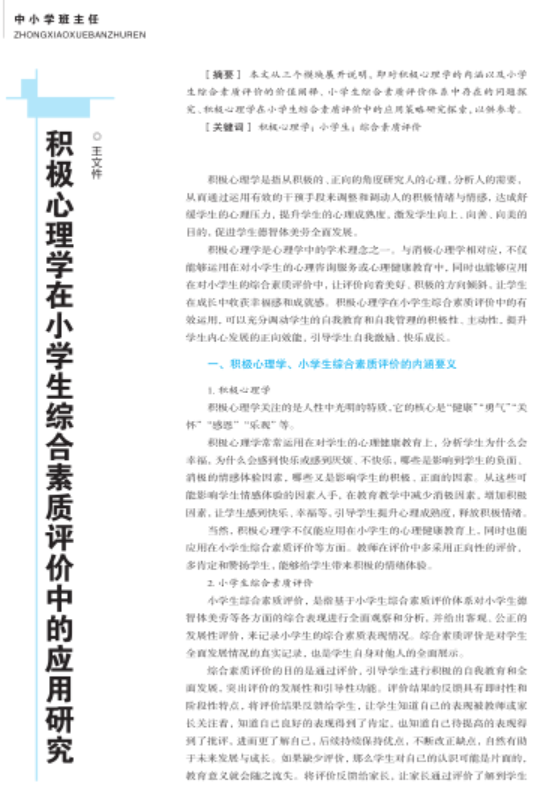 中小学班主任
ZHONGXIAOXUEBANZHUREN
积极心理学在小学生综合素质评价中的应用研究
○王文件
[摘要] 本文从三个模块展开说明，即对积极心理学的内涵以及小学
生综合素质评价的价值阐释、小学生综合素质评价体系中存在的问题探
究、积极心理学在小学生综合素质评价中的应用策略研究探索，以供参考。
[关键词] 积极心理学；小学生；综合素质评价
积极心理学是指从积极的、正向的角度研究人的心理，分析人的需要，
从而通过运用有效的干预手段来调整和调动人的积极情绪与情感，达成舒
缓学生的心理压力，提升学生的心理成熟度，激发学生向上、向善、向美的
目的，促进学生德智体美劳全面发展。
积极心理学是心理学中的学术理念之一。与消极心理学相对应，不仅
能够运用在对小学生的心理咨询服务或心理健康教育中，同时也能够应用
在对小学生的综合素质评价中，让评价向着美好、积极的方向倾斜，让学生
在成长中收获幸福感和成就感。积极心理学在小学生综合素质评价中的有
效运用，可以充分调动学生的自我教育和自我管理的积极性、主动性，提升
学生内心发展的正向效能，引导学生自我激励、快乐成长。
一、积极心理学、小学生综合素质评价的内涵要义
1. 积极心理学
积极心理学关注的是人性中光明的特质，它的核心是“健康”“勇气”“关
怀”“感恩”“乐观”等。
积极心理学常常运用在对学生的心理健康教育上，分析学生为什么会
幸福，为什么会感到快乐或感到厌烦、不快乐，哪些是影响到学生的负面、
消极的情感体验因素，哪些又是影响学生的积极、正面的因素。从这些可
能影响学生情感体验的因素入手，在教育教学中减少消极因素，增加积极
因素，让学生感到快乐、幸福等，引导学生提升心理成熟度，释放积极情绪。
当然，积极心理学不仅能应用在小学生的心理健康教育上，同时也能
应用在小学生综合素质评价等方面。教师在评价中多采用正向性的评价，
多肯定和赞扬学生，能够给学生带来积极的情绪体验。
2. 小学生综合素质评价
小学生综合素质评价，是指基于小学生综合素质评价体系对小学生德
智体美劳等各方面的综合表现进行全面观察和分析，并给出客观、公正的
发展性评价，来记录小学生的综合素质表现情况。综合素质评价是对学生
全面发展情况的真实记录，也是学生自身对他人的全面展示。
综合素质评价的目的是通过评价，引导学生进行积极的自我教育和全
面发展，突出评价的发展性和引导性功能。评价结果的反馈具有即时性和
阶段性特点，将评价结果反馈给学生，让学生知道自己的表现被教师或家
长关注着，知道自己良好的表现得到了肯定，也知道自己待提高的表现得
到了批评，进而更了解自己，后续持续保持优点，不断改正缺点，自然有助
于未来发展与成长。如果缺少评价，那么学生对自己的认识可能是片面的，
教育意义就会随之流失。将评价反馈给家长，让家长通过评价了解到学生